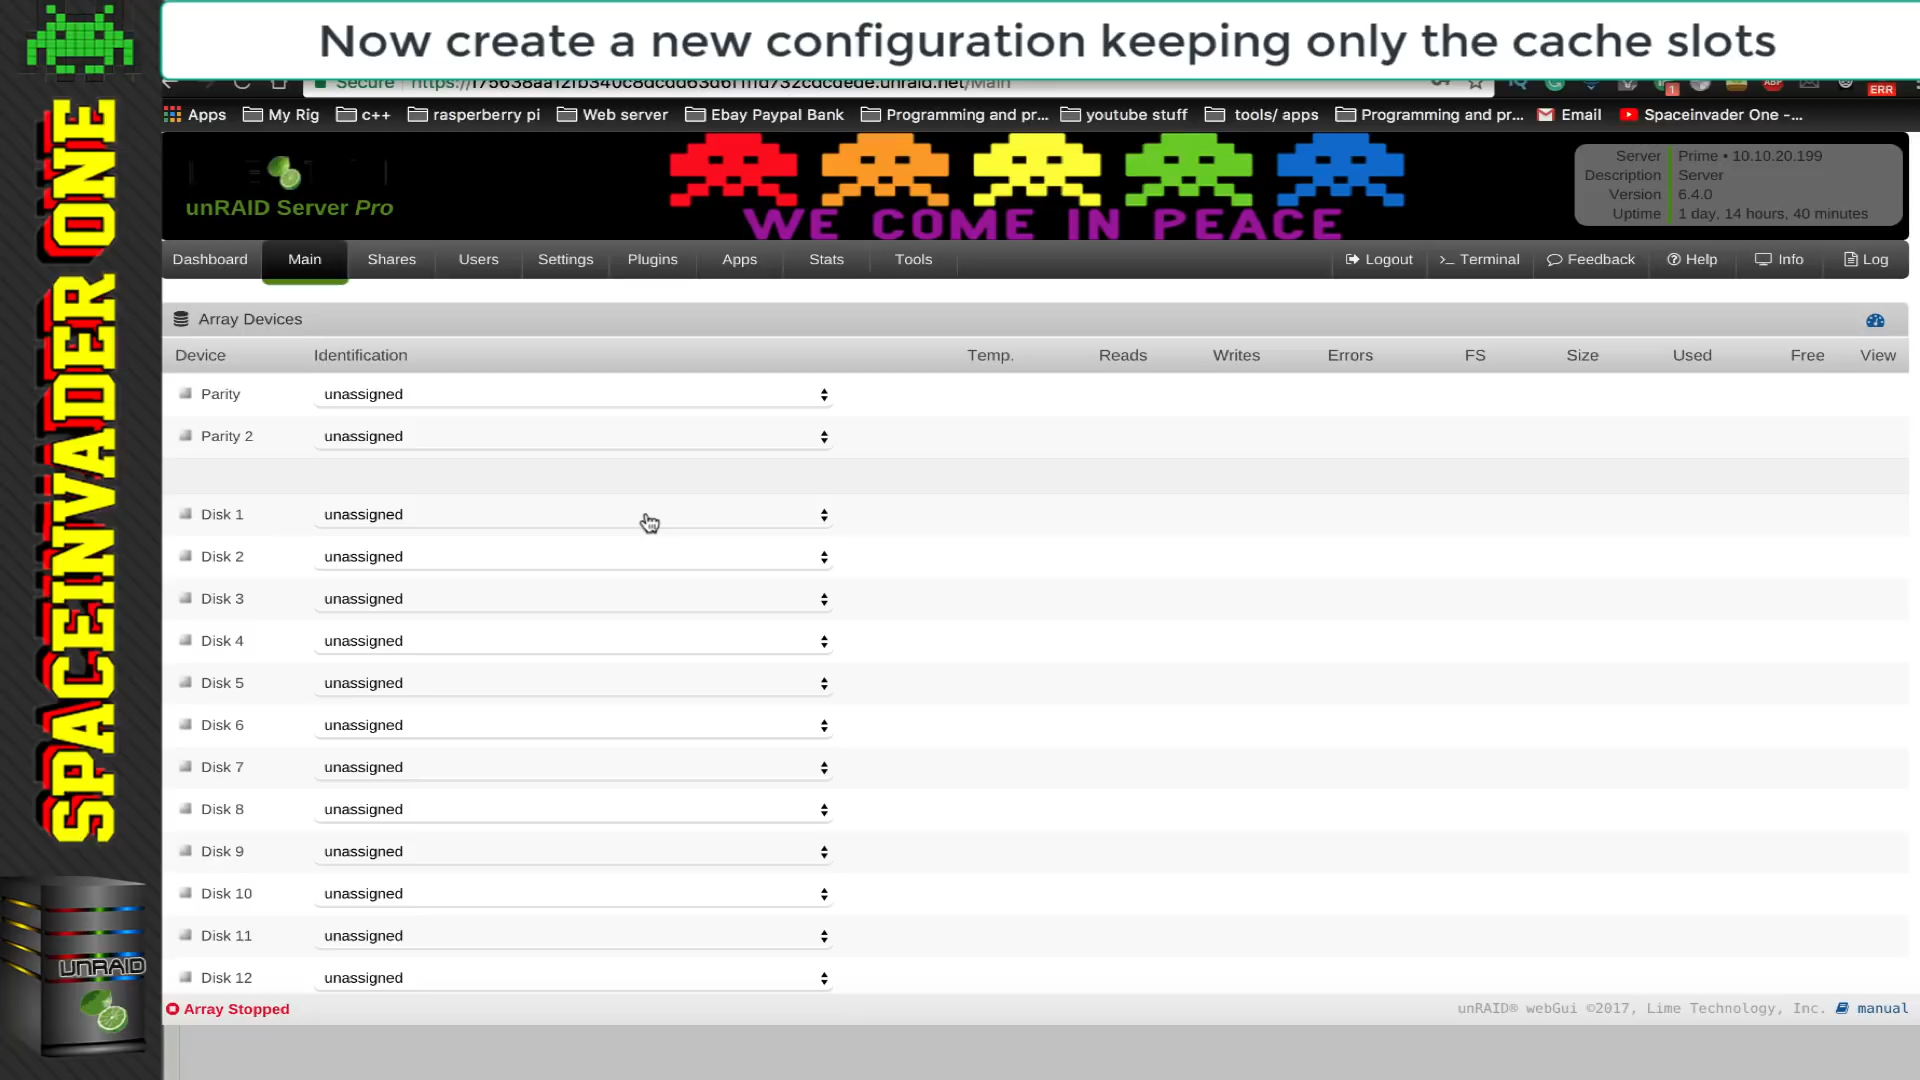 Now create a new configuration keeping only the cache slots
Secure
Apps My Rig c++ rasperberry pi Web server Ebay Paypal Bank Programming and pr... youtube stuff tools/ apps Programming and pr... Email Spaceinvader One -...
ERR
1
SPACEINVADER ONE
unRAID Server Pro
WE COME IN PEACE
Server Prime • 10.10.20.199
Description Server
Version 6.4.0
Uptime 1 day, 14 hours, 40 minutes
Dashboard Main Shares Users Settings Plugins Apps Stats Tools Logout >_ Terminal Feedback Help Info Log
Array Devices
Device Identification Temp. Reads Writes Errors FS Size Used Free View
Parity unassigned
Parity 2 unassigned
Disk 1 unassigned
Disk 2 unassigned
Disk 3 unassigned
Disk 4 unassigned
Disk 5 unassigned
Disk 6 unassigned
Disk 7 unassigned
Disk 8 unassigned
Disk 9 unassigned
Disk 10 unassigned
Disk 11 unassigned
Disk 12 unassigned
Array Stopped
unRAID® webGui ©2017, Lime Technology, Inc. manual
UNRAID